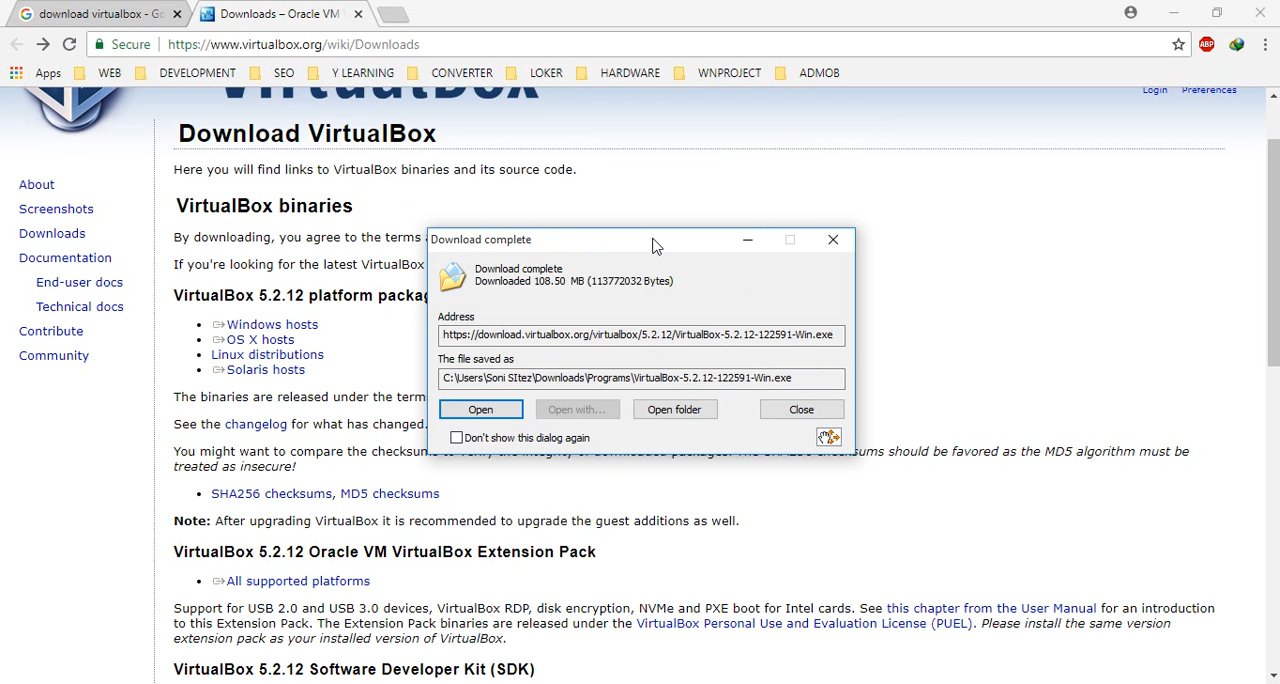 download virtualbox - Go
Downloads – Oracle VM
Secure
https://www.virtualbox.org/wiki/Downloads
ABP
Apps WEB DEVELOPMENT SEO Y LEARNING CONVERTER LOKER HARDWARE WNPROJECT ADMOB
VirtualBox
Login Preferences
About
Screenshots
Downloads
Documentation
End-user docs
Technical docs
Contribute
Community
Download VirtualBox
Here you will find links to VirtualBox binaries and its source code.
VirtualBox binaries
By downloading, you agree to the terms
If you're looking for the latest VirtualBox
VirtualBox 5.2.12 platform packag
Windows hosts
OS X hosts
Linux distributions
Solaris hosts
The binaries are released under the term
See the changelog for what has changed.
You might want to compare the checksums to verify the integrity of downloaded packages. The SHA256 checksums should be favored as the MD5 algorithm must be
treated as insecure!
SHA256 checksums, MD5 checksums
Note: After upgrading VirtualBox it is recommended to upgrade the guest additions as well.
VirtualBox 5.2.12 Oracle VM VirtualBox Extension Pack
All supported platforms
Support for USB 2.0 and USB 3.0 devices, VirtualBox RDP, disk encryption, NVMe and PXE boot for Intel cards. See this chapter from the User Manual for an introduction
to this Extension Pack. The Extension Pack binaries are released under the VirtualBox Personal Use and Evaluation License (PUEL). Please install the same version
extension pack as your installed version of VirtualBox.
VirtualBox 5.2.12 Software Developer Kit (SDK)
Download complete
Download complete
Downloaded 108.50 MB (113772032 Bytes)
Address
https://download.virtualbox.org/virtualbox/5.2.12/VirtualBox-5.2.12-122591-Win.exe
The file saved as
C:\Users\Soni SItez\Downloads\Programs\VirtualBox-5.2.12-122591-Win.exe
Open Open with... Open folder Close
Don't show this dialog again